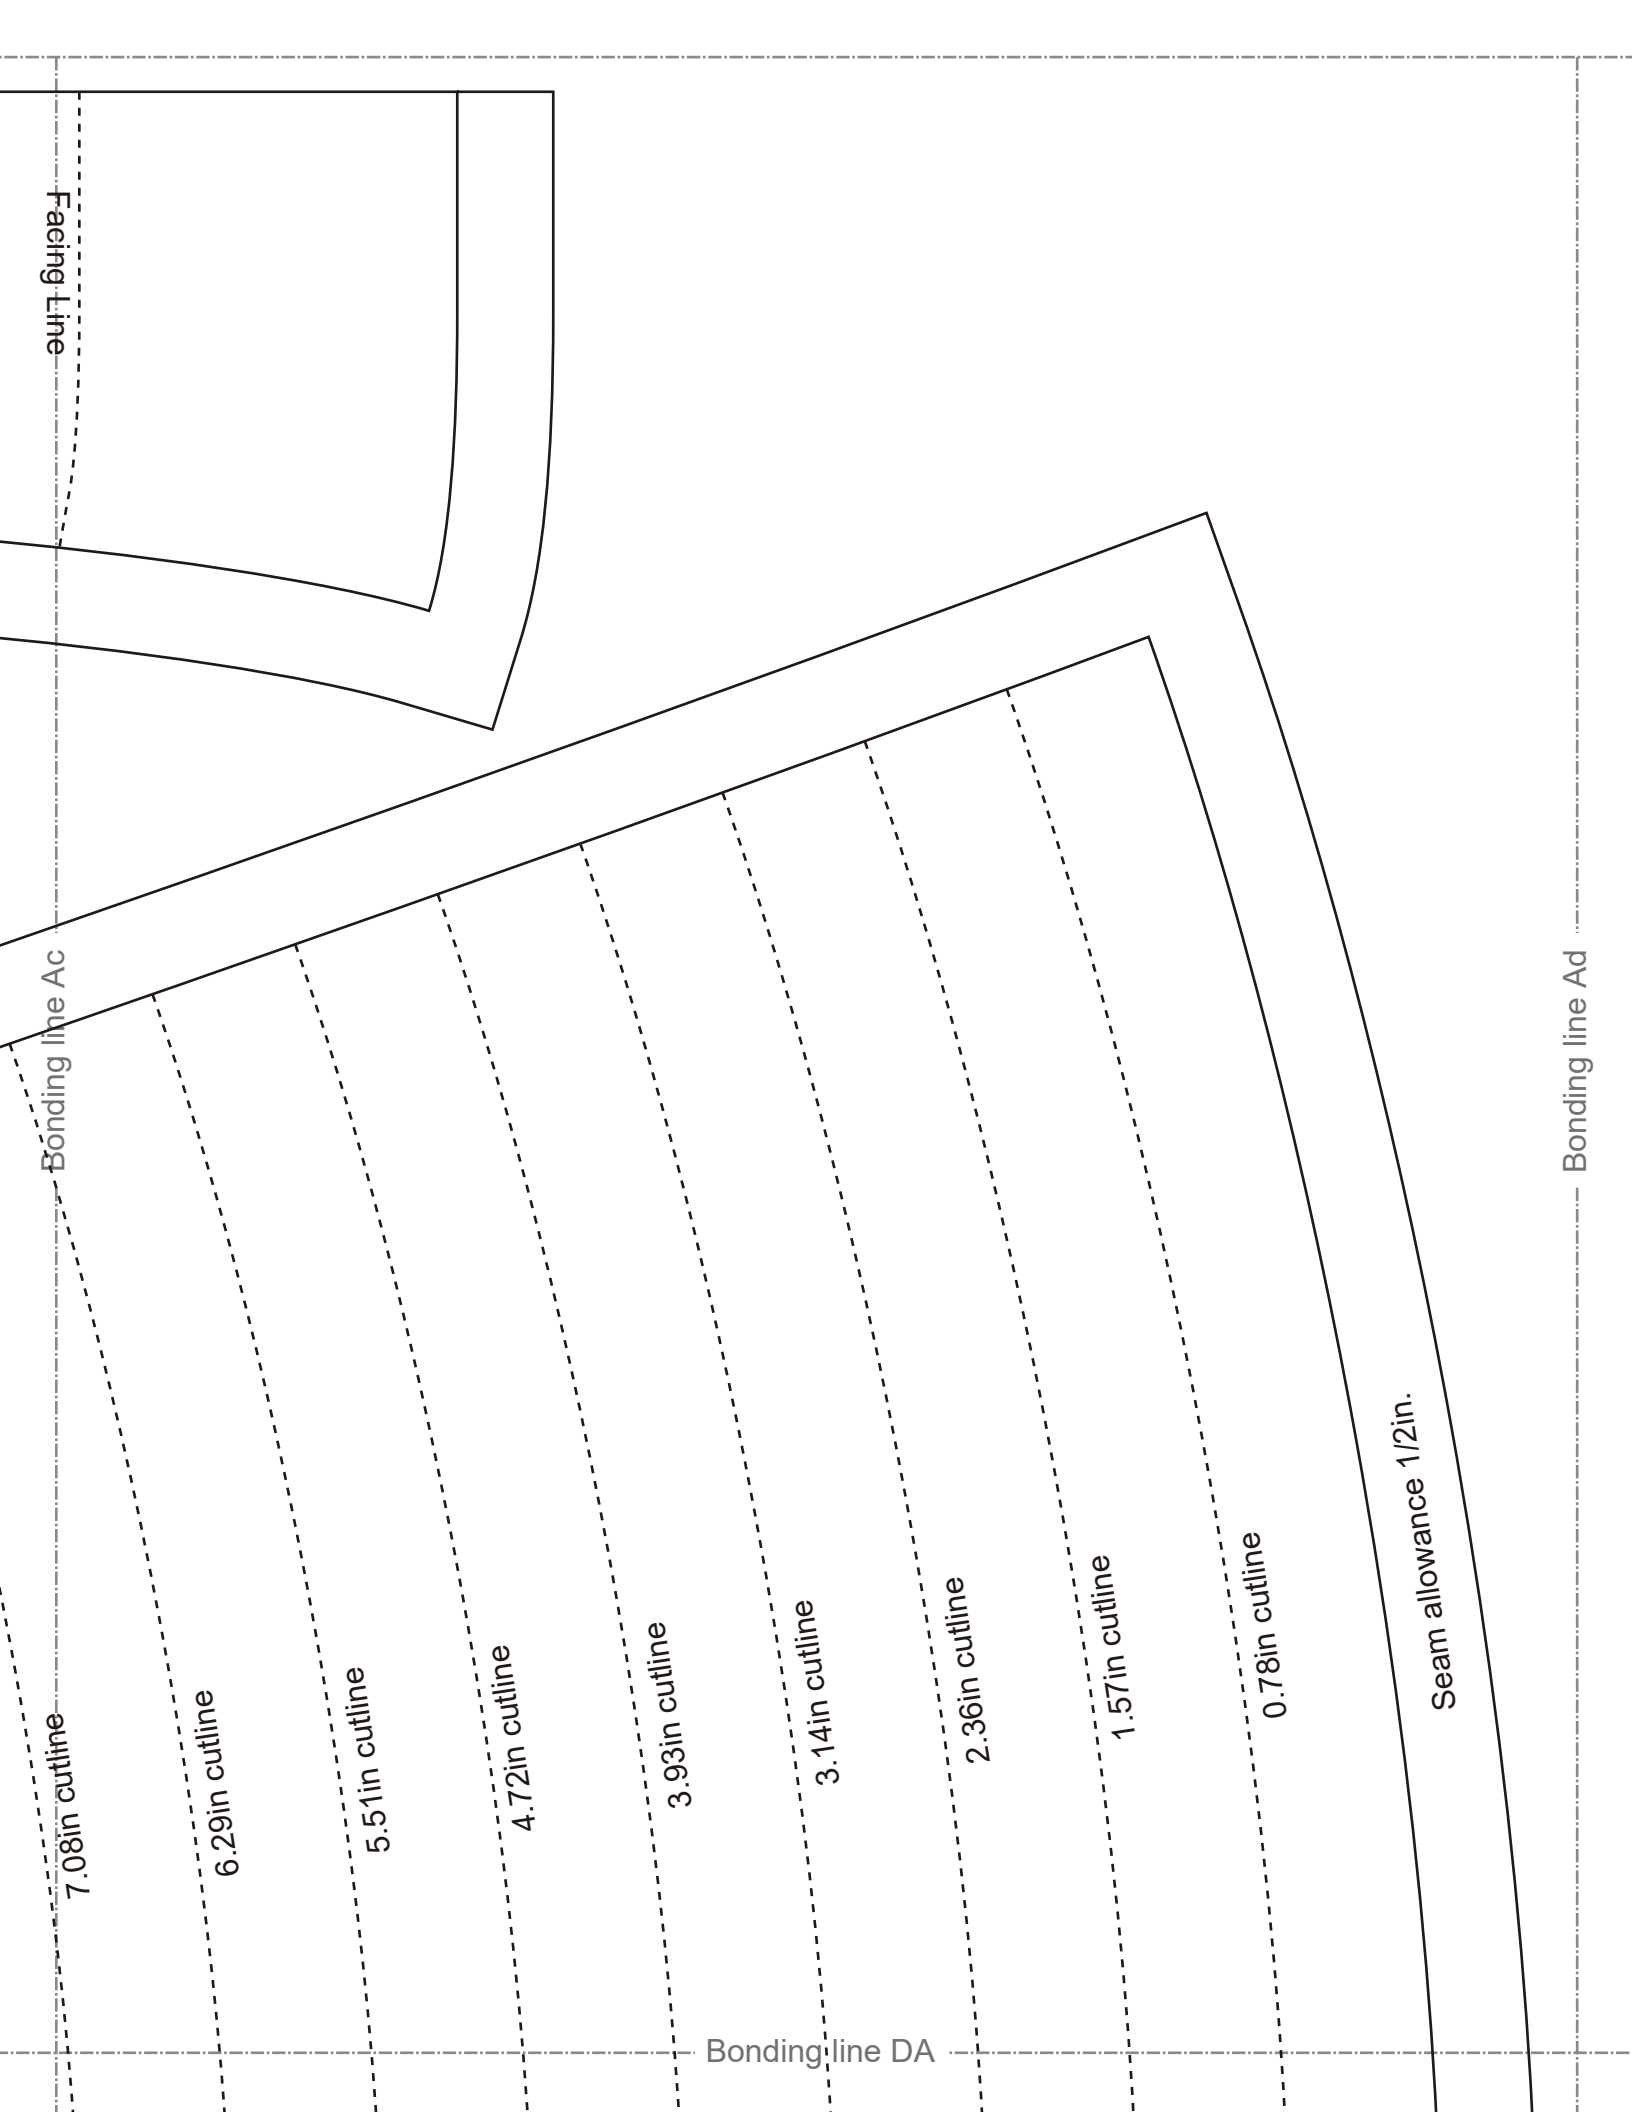 Facing Line
Bonding line Ac
Bonding line Ad
Seam allowance 1/2in.
0.78in cutline
1.57in cutline
2.36in cutline
3.14in cutline
3.93in cutline
4.72in cutline
5.51in cutline
6.29in cutline
7.08in cutline
Bonding line DA